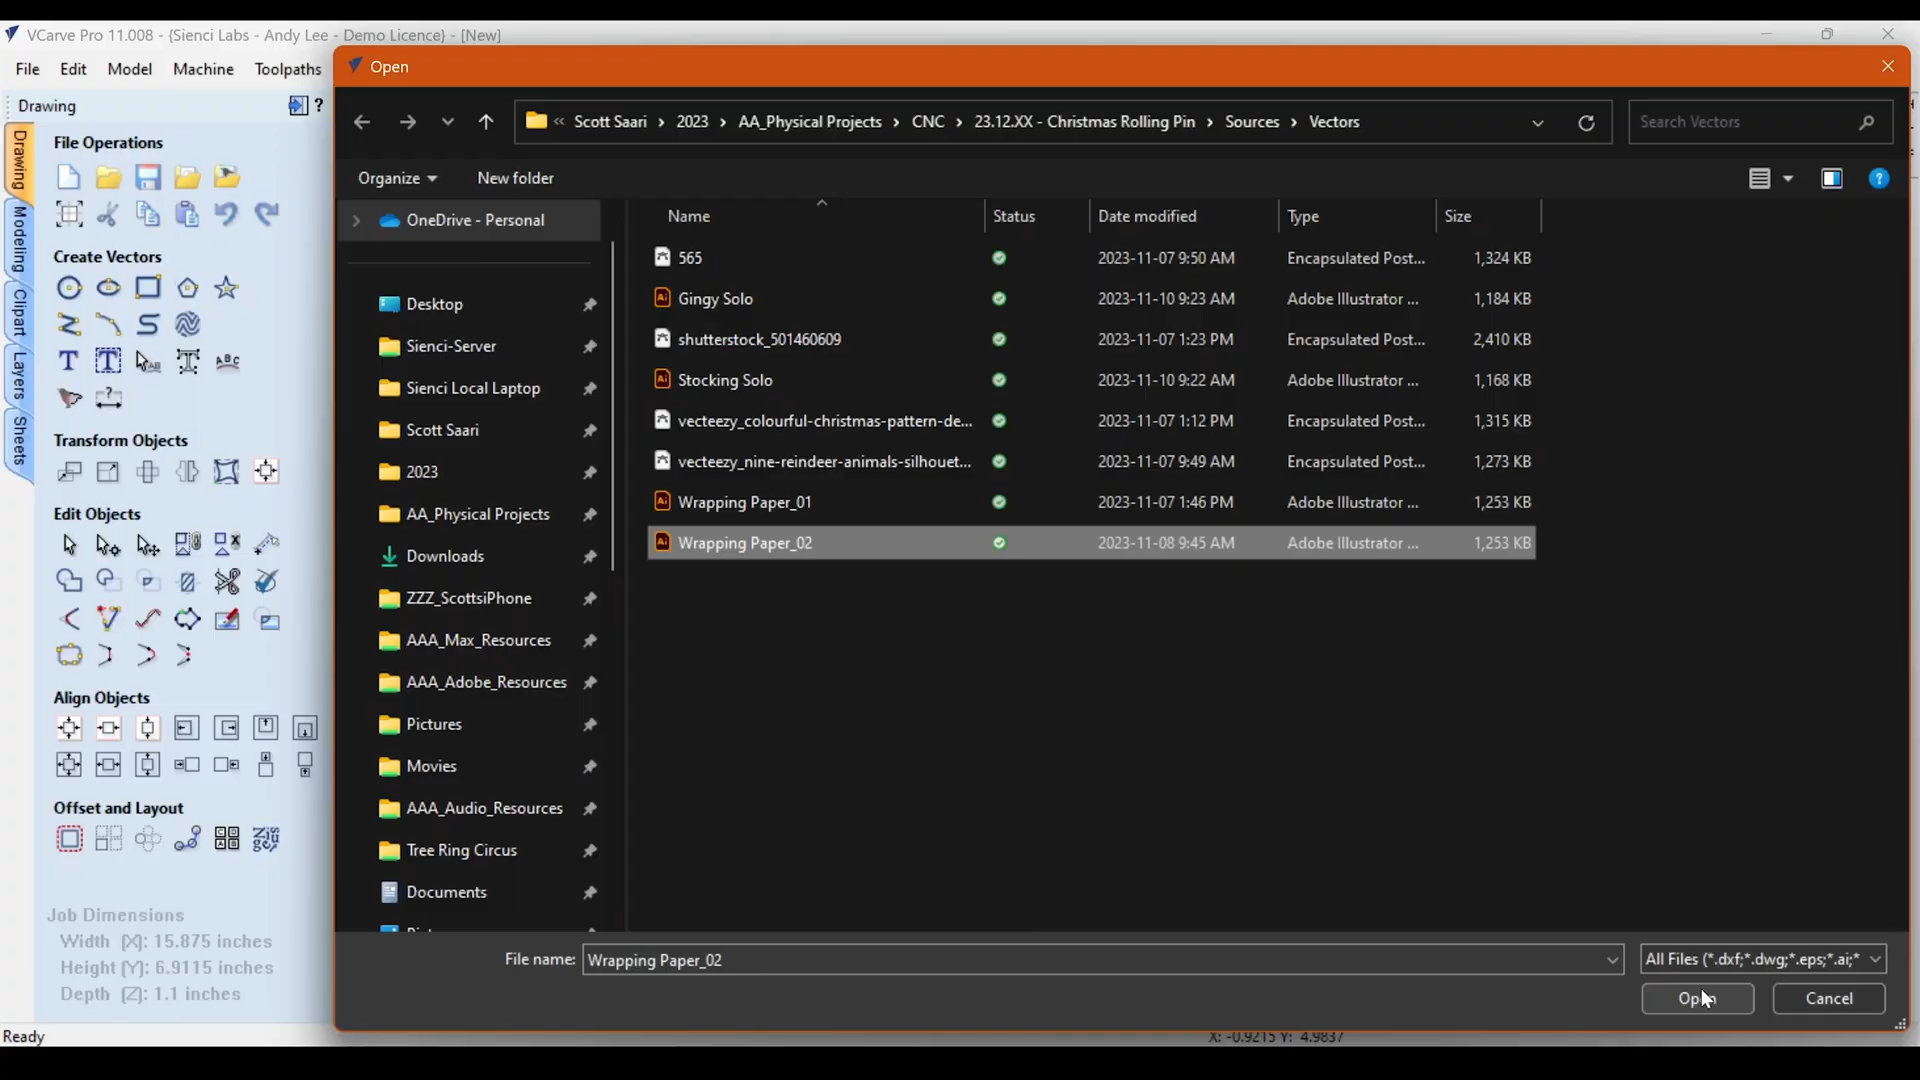 VCarve Pro 11.008 - {Sienci Labs - Andy Lee - Demo Licence} - [New]
File Edit Model Machine Toolpaths
Open
« Scott Saari › 2023 › AA_Physical Projects › CNC › 23.12.XX - Christmas Rolling Pin › Sources › Vectors
Search Vectors
Organize
New folder
Drawing
?
Drawing
Modeling
Clipart
Layers
Sheets
File Operations
Create Vectors
Transform Objects
Edit Objects
Align Objects
Offset and Layout
Job Dimensions
Width (X): 15.875 inches
Height (Y): 6.9115 inches
Depth (Z): 1.1 inches
Ready
OneDrive - Personal
Desktop
Sienci-Server
Sienci Local Laptop
Scott Saari
2023
AA_Physical Projects
Downloads
ZZZ_ScottsiPhone
AAA_Max_Resources
AAA_Adobe_Resources
Pictures
Movies
AAA_Audio_Resources
Tree Ring Circus
Documents
Name Status Date modified Type Size
565 2023-11-07 9:50 AM Encapsulated Post... 1,324 KB
Gingy Solo 2023-11-10 9:23 AM Adobe Illustrator ... 1,184 KB
shutterstock_501460609 2023-11-07 1:23 PM Encapsulated Post... 2,410 KB
Stocking Solo 2023-11-10 9:22 AM Adobe Illustrator ... 1,168 KB
vecteezy_colourful-christmas-pattern-de... 2023-11-07 1:12 PM Encapsulated Post... 1,315 KB
vecteezy_nine-reindeer-animals-silhouet... 2023-11-07 9:49 AM Encapsulated Post... 1,273 KB
Wrapping Paper_01 2023-11-07 1:46 PM Adobe Illustrator ... 1,253 KB
Wrapping Paper_02 2023-11-08 9:45 AM Adobe Illustrator ... 1,253 KB
File name: Wrapping Paper_02
All Files (*.dxf;*.dwg;*.eps;*.ai;*
Open
Cancel
X: -0.9215 Y: 4.9837